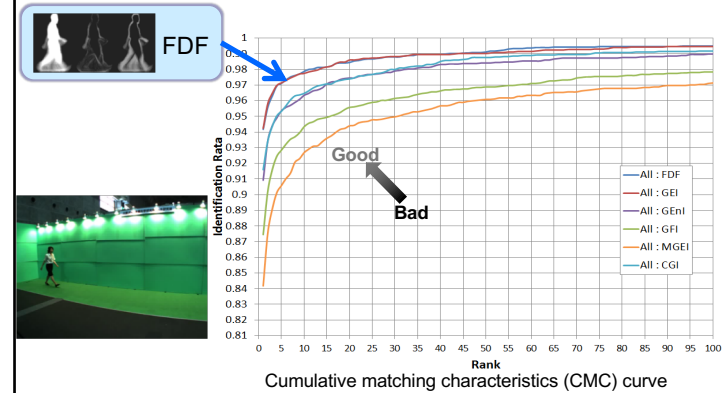 FDF
Identification Rata
1
0.99
0.98
0.97
0.96
0.95
0.94
0.93
0.92
0.91
0.9
0.89
0.88
0.87
0.86
0.85
0.84
0.83
0.82
0.81
Good
Bad
All : FDF
All : GEI
All : GEnI
All : GFI
All : MGEI
All : CGI
0 5 10 15 20 25 30 35 40 45 50 55 60 65 70 75 80 85 90 95 100
Rank
Cumulative matching characteristics (CMC) curve